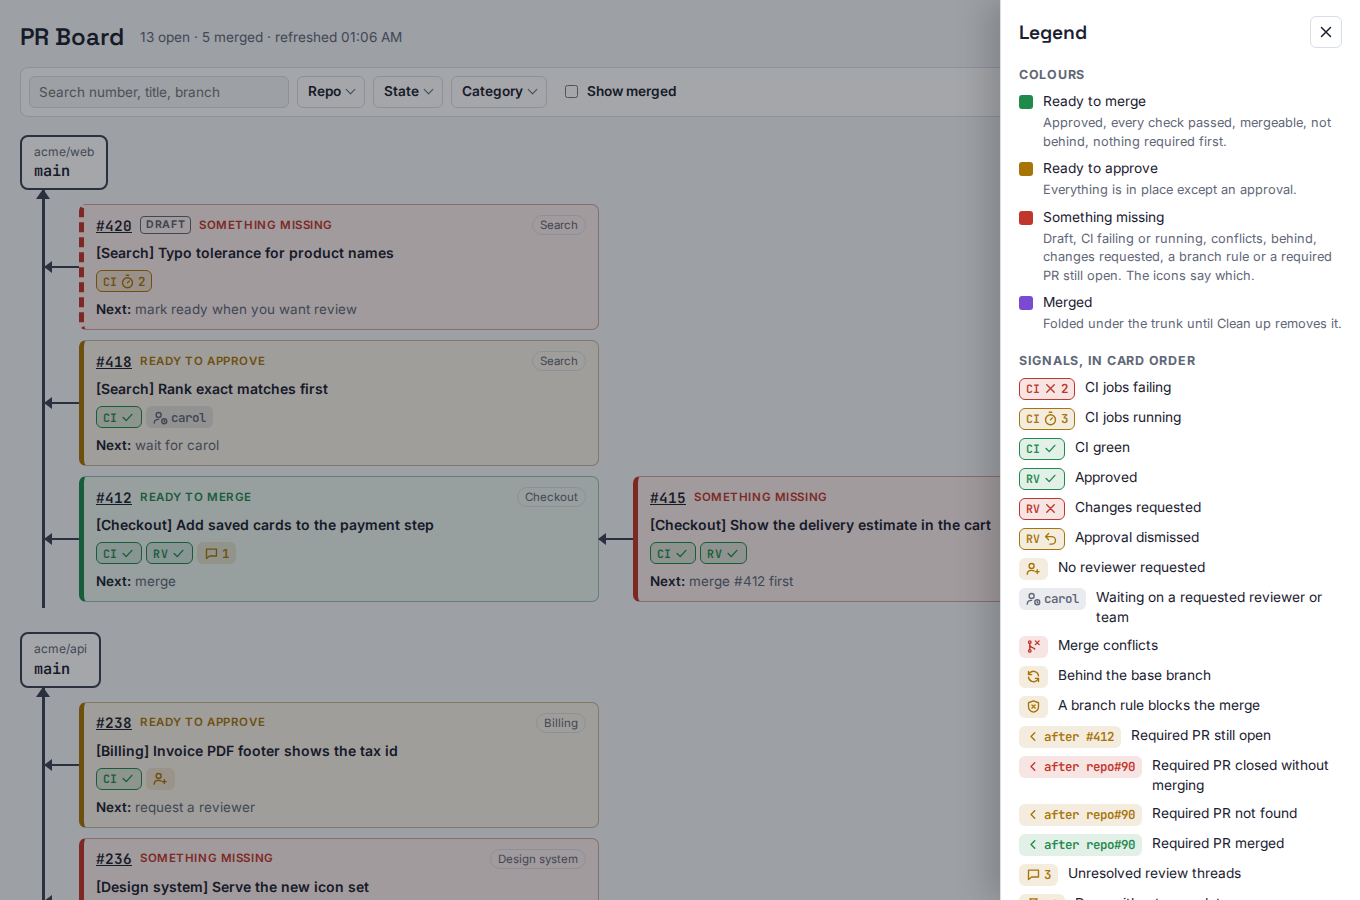 PR Board
13 open · 5 merged · refreshed 01:06 AM
Search number, title, branch
Repo
State
Category
Show merged
acme/web
main
#420 DRAFT SOMETHING MISSING Search
[Search] Typo tolerance for product names
CI 2
Next: mark ready when you want review
#418 READY TO APPROVE Search
[Search] Rank exact matches first
CI carol
Next: wait for carol
#412 READY TO MERGE Checkout
[Checkout] Add saved cards to the payment step
CI RV 1
Next: merge
#415 SOMETHING MISSING
[Checkout] Show the delivery estimate in the cart
CI RV
Next: merge #412 first
acme/api
main
#238 READY TO APPROVE Billing
[Billing] Invoice PDF footer shows the tax id
CI
Next: request a reviewer
#236 SOMETHING MISSING Design system
[Design system] Serve the new icon set
Legend
COLOURS
Ready to merge
Approved, every check passed, mergeable, not
behind, nothing required first.
Ready to approve
Everything is in place except an approval.
Something missing
Draft, CI failing or running, conflicts, behind,
changes requested, a branch rule or a required
PR still open. The icons say which.
Merged
Folded under the trunk until Clean up removes it.
SIGNALS, IN CARD ORDER
CI 2 CI jobs failing
CI 3 CI jobs running
CI CI green
RV Approved
RV Changes requested
RV Approval dismissed
No reviewer requested
carol Waiting on a requested reviewer or
team
Merge conflicts
Behind the base branch
A branch rule blocks the merge
after #412 Required PR still open
after repo#90 Required PR closed without
merging
after repo#90 Required PR not found
after repo#90 Required PR merged
3 Unresolved review threads